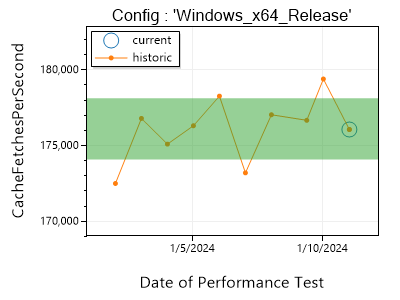 Config : 'Windows_x64_Release'
current
historic
CacheFetchesPerSecond
180,000
175,000
170,000
1/5/2024
1/10/2024
Date of Performance Test